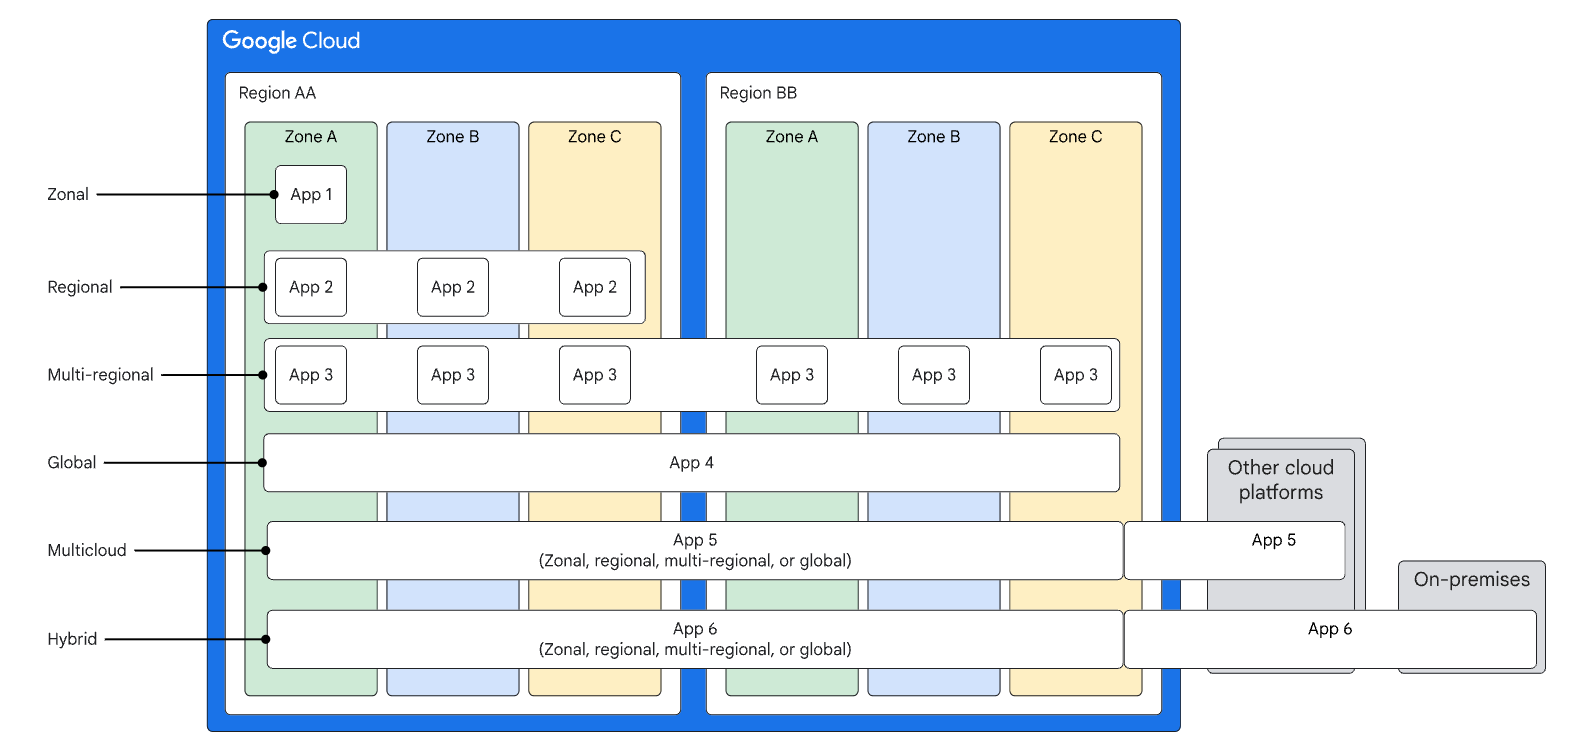 Google Cloud
Region AA
Region BB
Zone A
Zone B
Zone C
Zone A
Zone B
Zone C
Zonal
App 1
Regional
App 2
App 2
App 2
Multi-regional
App 3
App 3
App 3
App 3
App 3
App 3
Global
App 4
Other cloud
platforms
Multicloud
App 5
(Zonal, regional, multi-regional, or global)
App 5
On-premises
Hybrid
App 6
(Zonal, regional, multi-regional, or global)
App 6